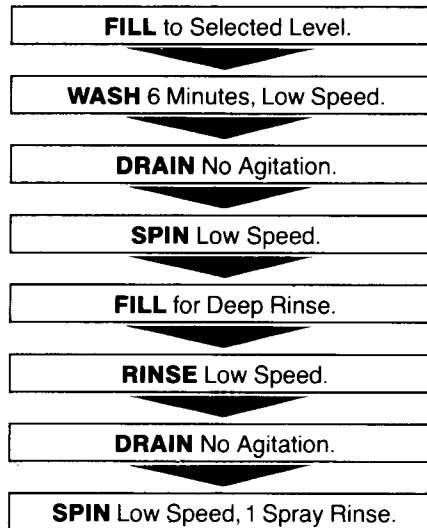 FILL to Selected Level.
WASH 6 Minutes, Low Speed.
DRAIN No Agitation.
SPIN Low Speed.
FILL for Deep Rinse.
RINSE Low Speed.
DRAIN No Agitation.
SPIN Low Speed, 1 Spray Rinse.